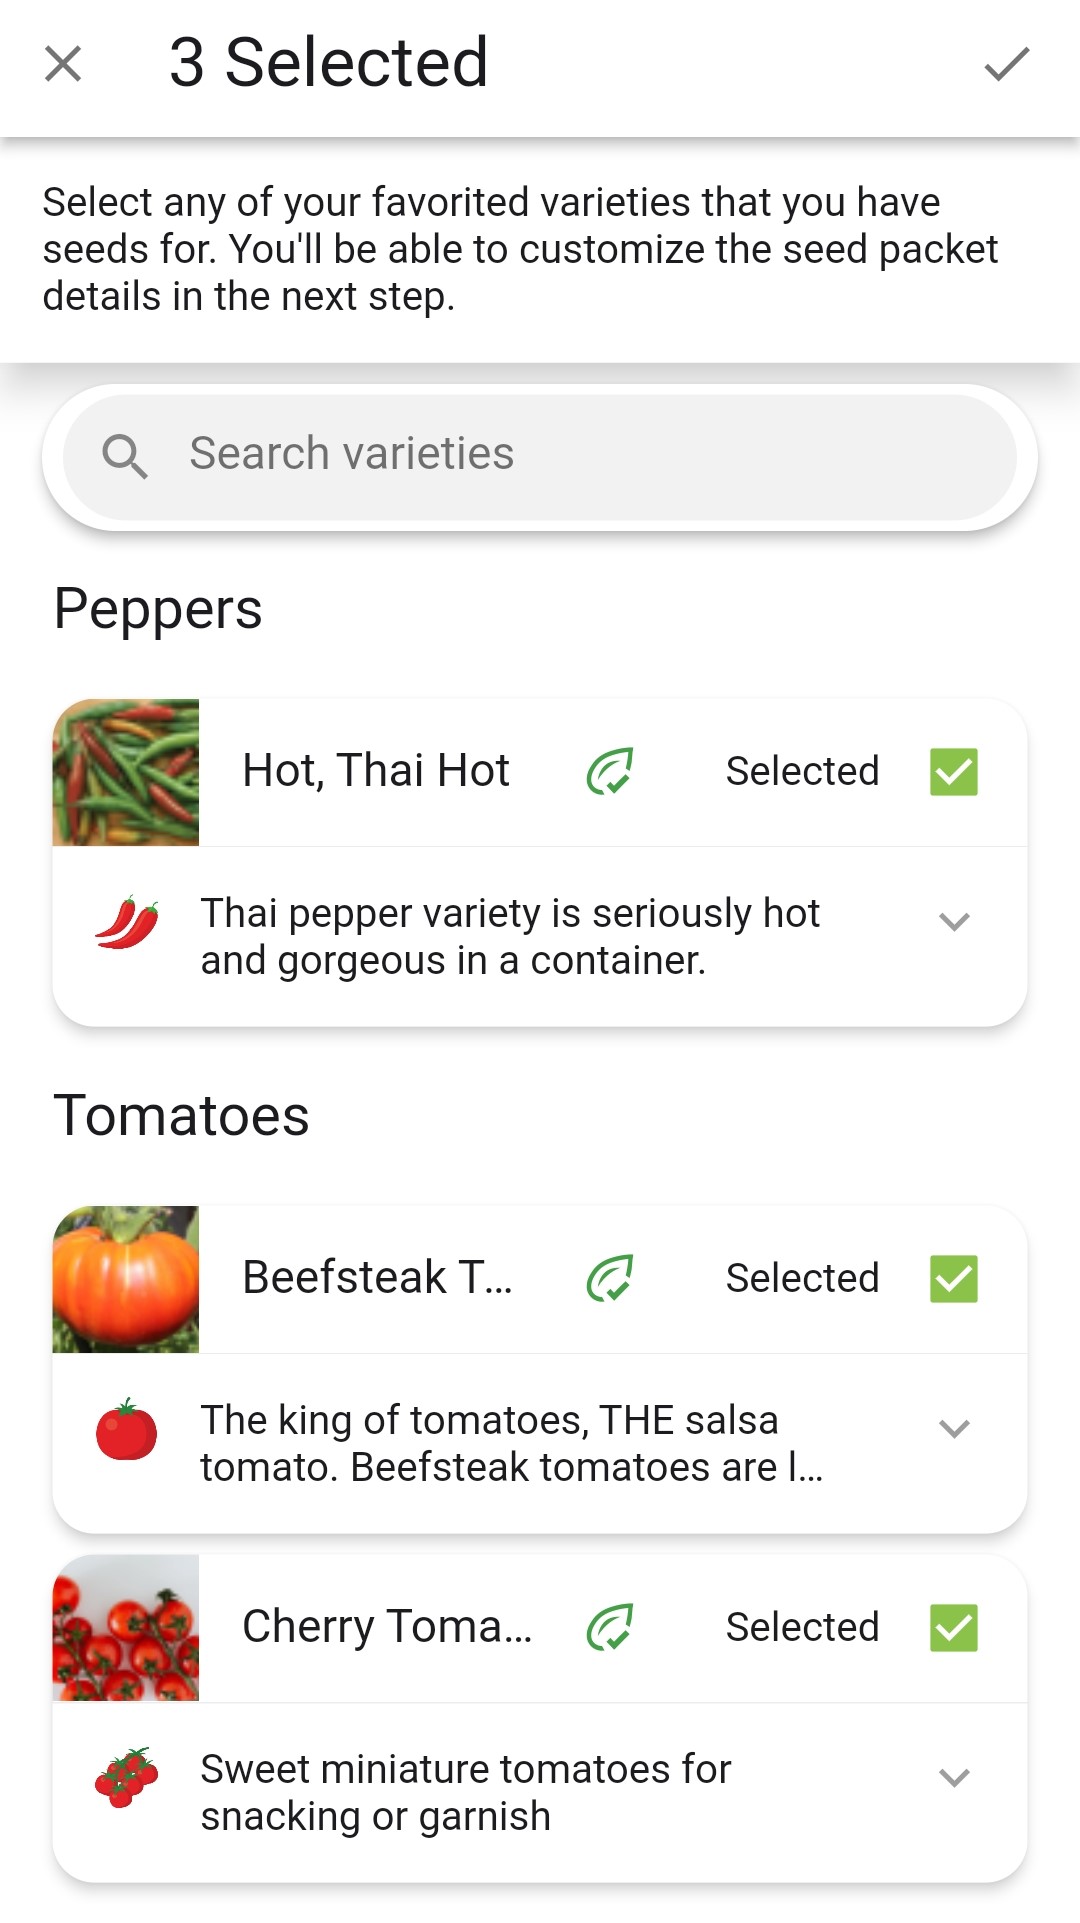 3 Selected
Select any of your favorited varieties that you have
seeds for. You'll be able to customize the seed packet
details in the next step.
Search varieties
Peppers
Hot, Thai Hot
Selected
Thai pepper variety is seriously hot
and gorgeous in a container.
Tomatoes
Beefsteak T...
Selected
The king of tomatoes, THE salsa
tomato. Beefsteak tomatoes are l...
Cherry Toma...
Selected
Sweet miniature tomatoes for
snacking or garnish